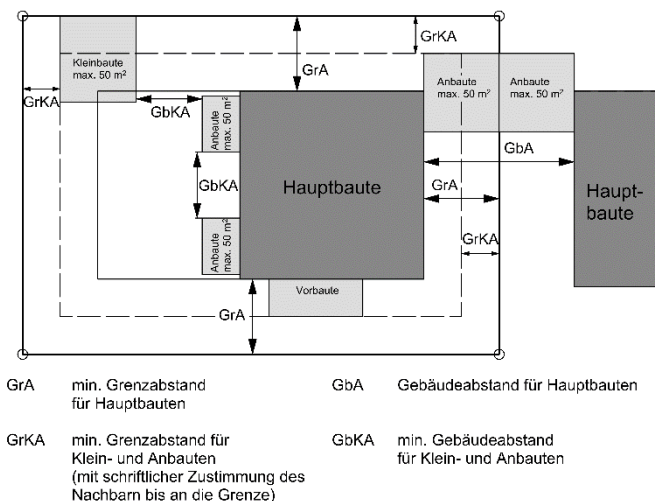 Kleinbaute
max. 50 m²
GrKA
GrA
GrKA
GbKA
Anbaute
max. 50 m²
Anbaute
max. 50 m²
Anbaute
max. 50 m²
GbA
GbKA
Hauptbaute
GrA
Haupt-
baute
GrKA
Anbaute
max. 50 m²
Vorbaute
GrA
GrA min. Grenzabstand
für Hauptbauten
GbA Gebäudeabstand für Hauptbauten
GrKA min. Grenzabstand für
Klein- und Anbauten
(mit schriftlicher Zustimmung des
Nachbarn bis an die Grenze)
GbKA min. Gebäudeabstand
für Klein- und Anbauten